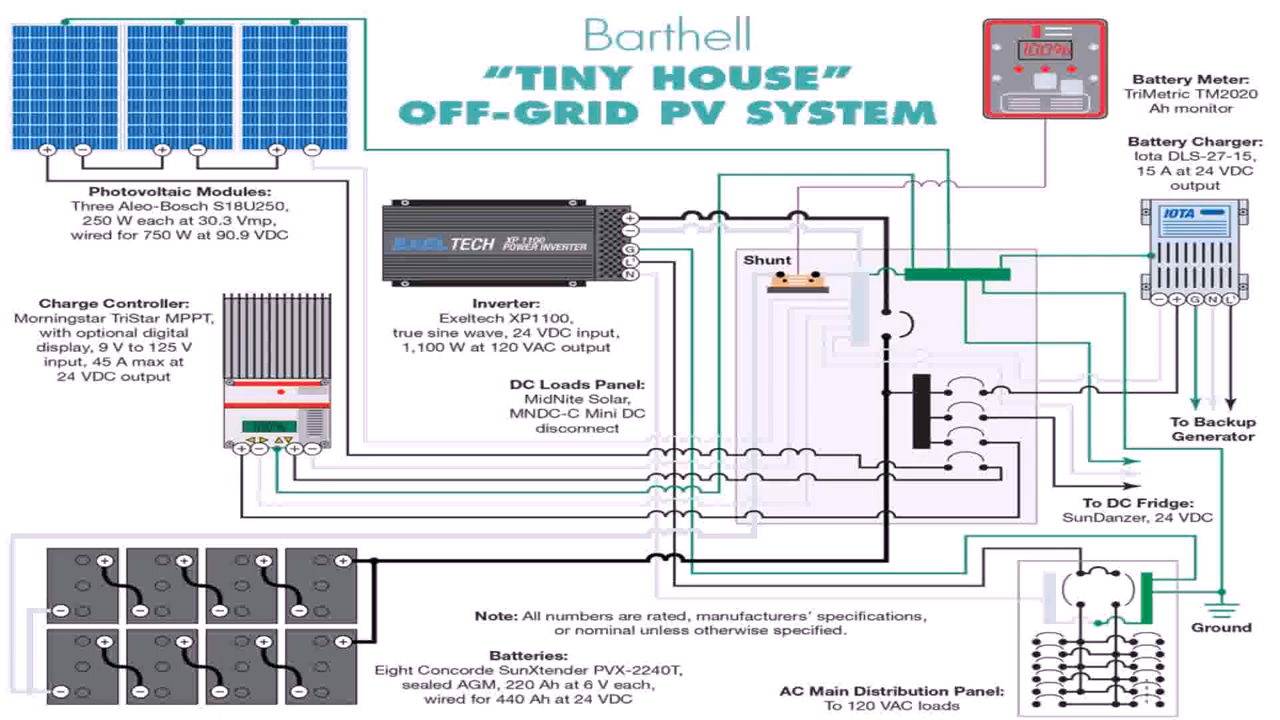 Barthell
“TINY HOUSE”
OFF-GRID PV SYSTEM
100%
Battery Meter:
TriMetric TM2020
Ah monitor
Battery Charger:
Iota DLS-27-15,
15 A at 24 VDC
output
IOTA
Photovoltaic Modules:
Three Aleo-Bosch S18U250,
250 W each at 30.3 Vmp,
wired for 750 W at 90.9 VDC
EXELTECH XP 1100
POWER INVERTER
+
–
G
L
N
Shunt
– + G N L
Charge Controller:
Morningstar TriStar MPPT,
with optional digital
display, 9 V to 125 V
input, 45 A max at
24 VDC output
100%
Inverter:
Exeltech XP1100,
true sine wave, 24 VDC input,
1,100 W at 120 VAC output
DC Loads Panel:
MidNite Solar,
MNDC-C Mini DC
disconnect
To Backup
Generator
To DC Fridge:
SunDanzer, 24 VDC
Note: All numbers are rated, manufacturers’ specifications,
or nominal unless otherwise specified.
Ground
Batteries:
Eight Concorde SunXtender PVX-2240T,
sealed AGM, 220 Ah at 6 V each,
wired for 440 Ah at 24 VDC
AC Main Distribution Panel:
To 120 VAC loads